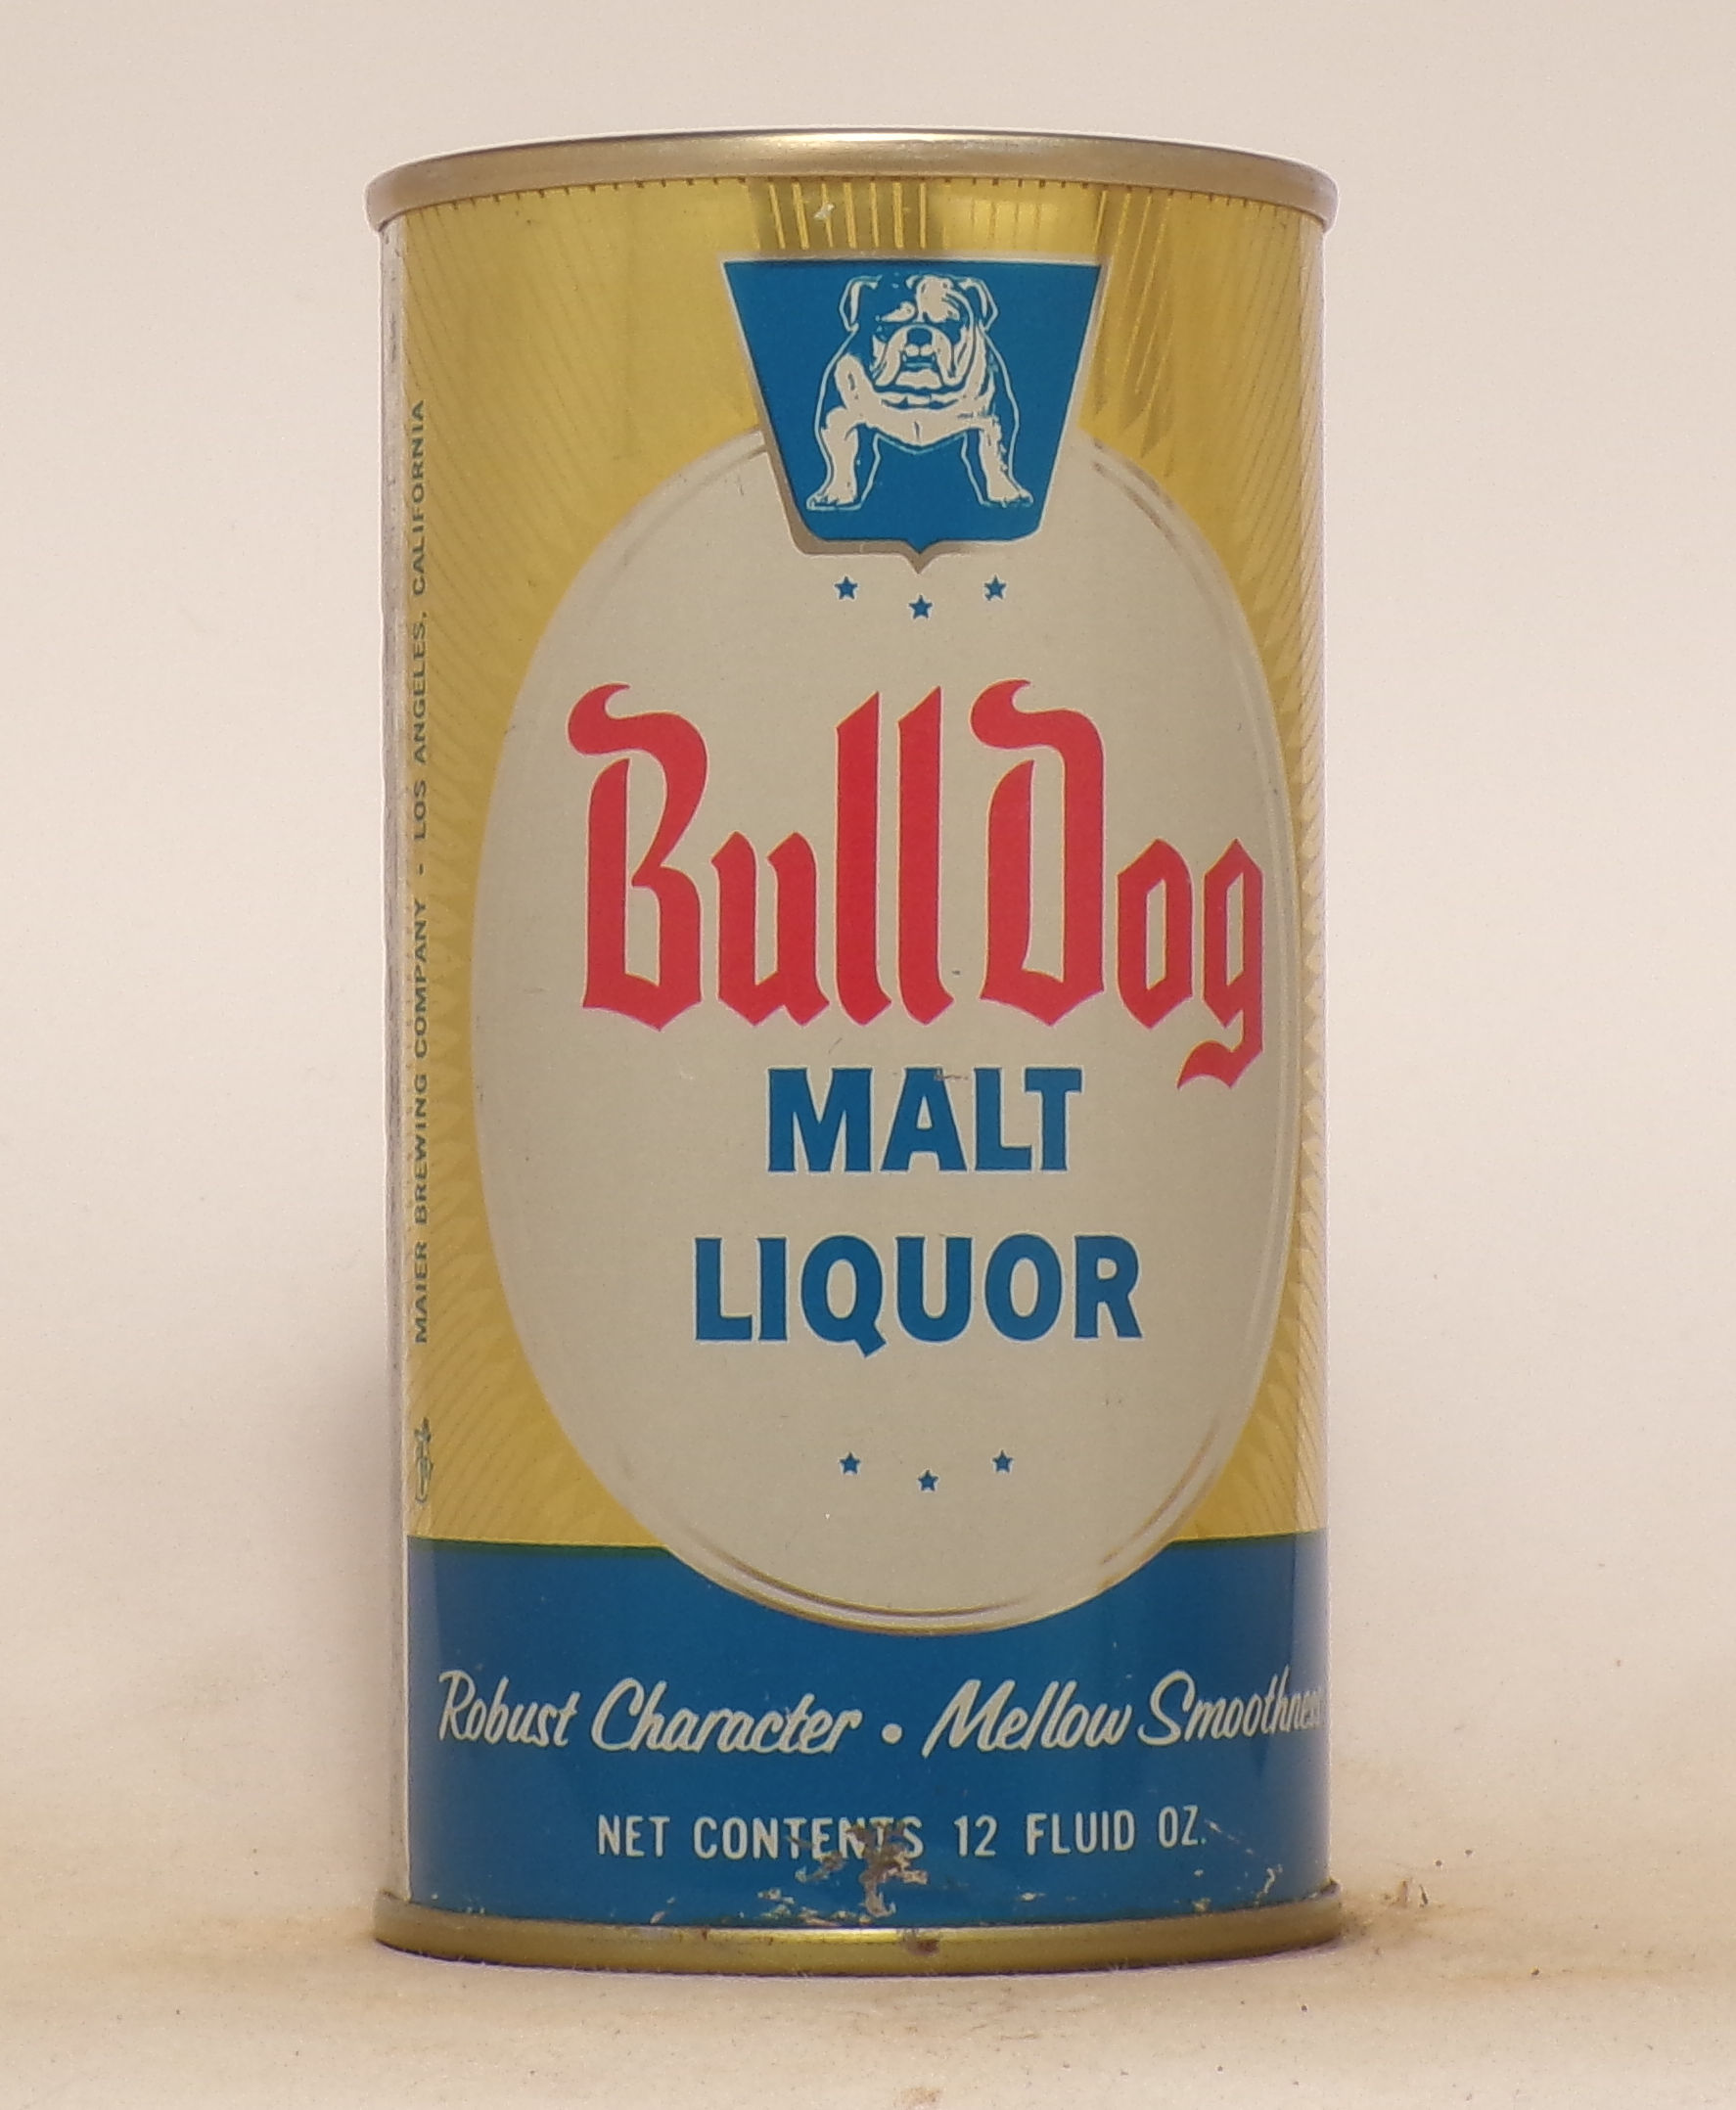 Bull Dog
MALT
LIQUOR
Robust Character • Mellow Smoothness
NET CONTENTS 12 FLUID OZ.
MAIER BREWING COMPANY • LOS ANGELES, CALIFORNIA